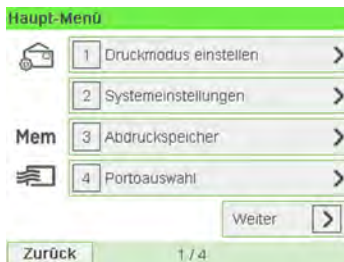 Haupt-Menü
1 Druckmodus einstellen
2 Systemeinstellungen
Mem 3 Abdruckspeicher
4 Portoauswahl
Weiter
Zurück 1/4